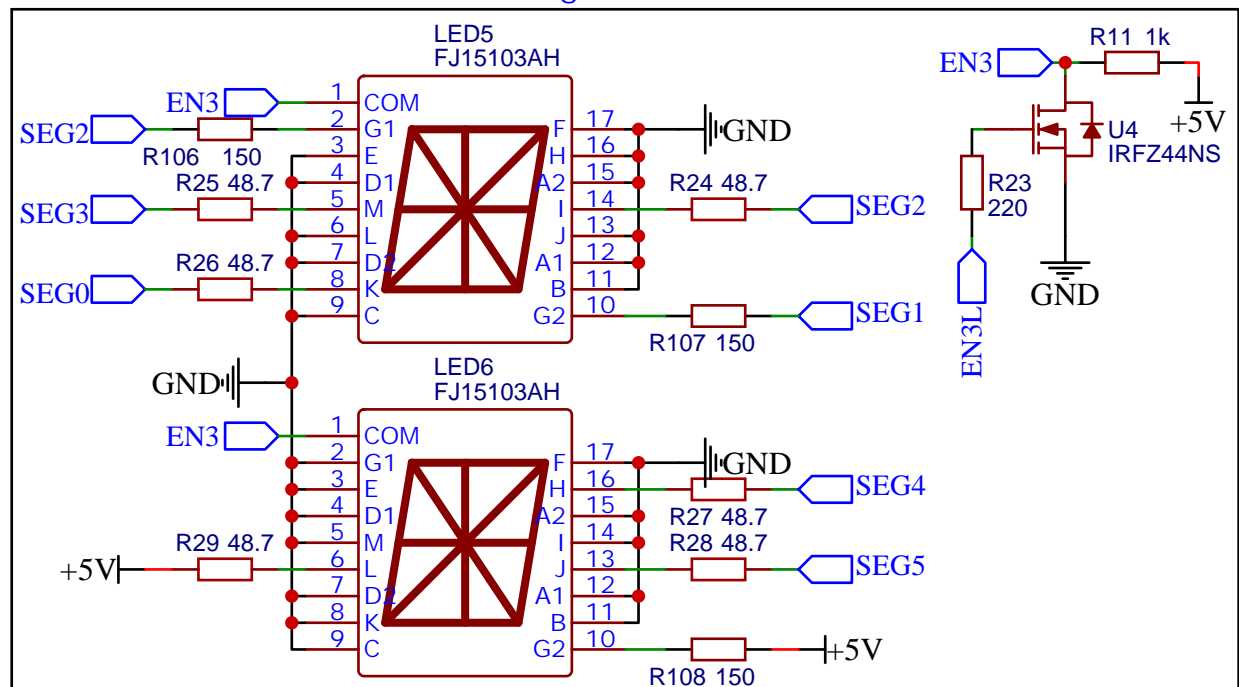 LED5
FJ15103AH
EN3
1
COM
SEG2
R106 150
2
G1
3
E
4
D1
R25 48.7
SEG3
5
M
6
L
7
D2
R26 48.7
SEG0
8
K
9
C
F
17
GND
H
16
A2
15
R24 48.7
I
14
SEG2
J
13
A1
12
B
11
G2
10
SEG1
R107 150
EN3
R11 1k
+5V
U4
IRFZ44NS
R23
220
GND
EN3L
GND
LED6
FJ15103AH
EN3
1
COM
2
G1
3
E
4
D1
5
M
R29 48.7
+5V
6
L
7
D2
8
K
9
C
F
17
GND
H
16
SEG4
A2
15
R27 48.7
I
14
R28 48.7
J
13
SEG5
A1
12
B
11
G2
10
+5V
R108 150